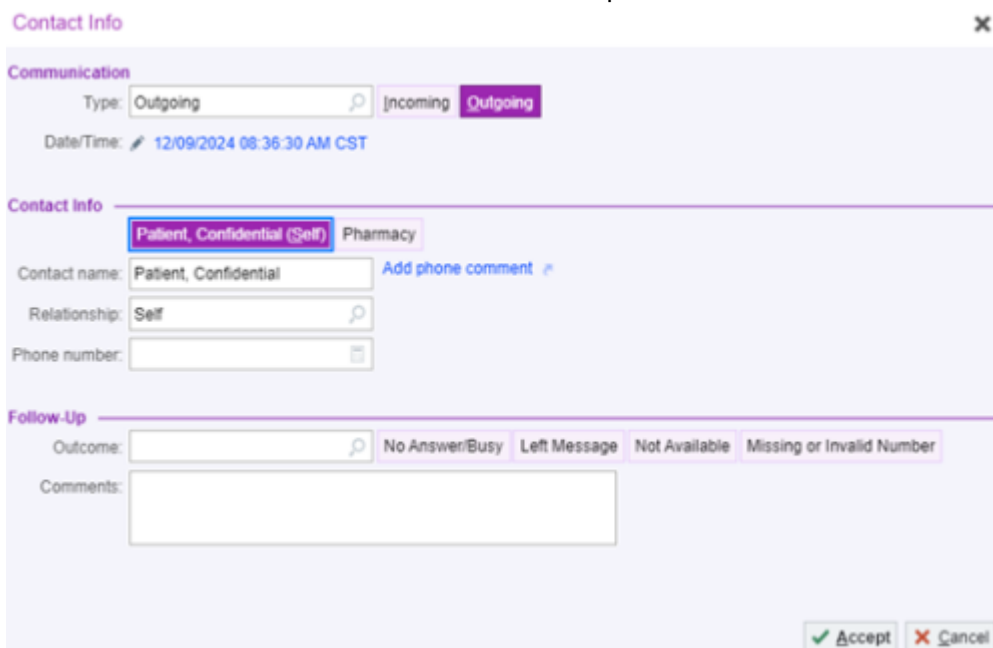 Contact Info
Communication
Type: Outgoing Incoming Outgoing
Date/Time: 12/09/2024 08:36:30 AM CST
Contact Info
Patient, Confidential (Self) Pharmacy
Contact name: Patient, Confidential Add phone comment
Relationship: Self
Phone number:
Follow-Up
Outcome: No Answer/Busy Left Message Not Available Missing or Invalid Number
Comments:
Accept Cancel